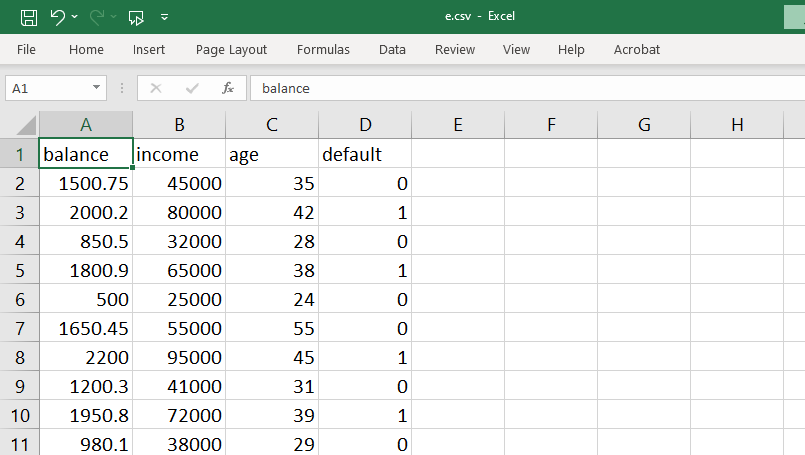 e.csv - Excel
File Home Insert Page Layout Formulas Data Review View Help Acrobat
A1 fx balance
A B C D E F G H
1 balance income age default
2 1500.75 45000 35 0
3 2000.2 80000 42 1
4 850.5 32000 28 0
5 1800.9 65000 38 1
6 500 25000 24 0
7 1650.45 55000 55 0
8 2200 95000 45 1
9 1200.3 41000 31 0
10 1950.8 72000 39 1
11 980.1 38000 29 0